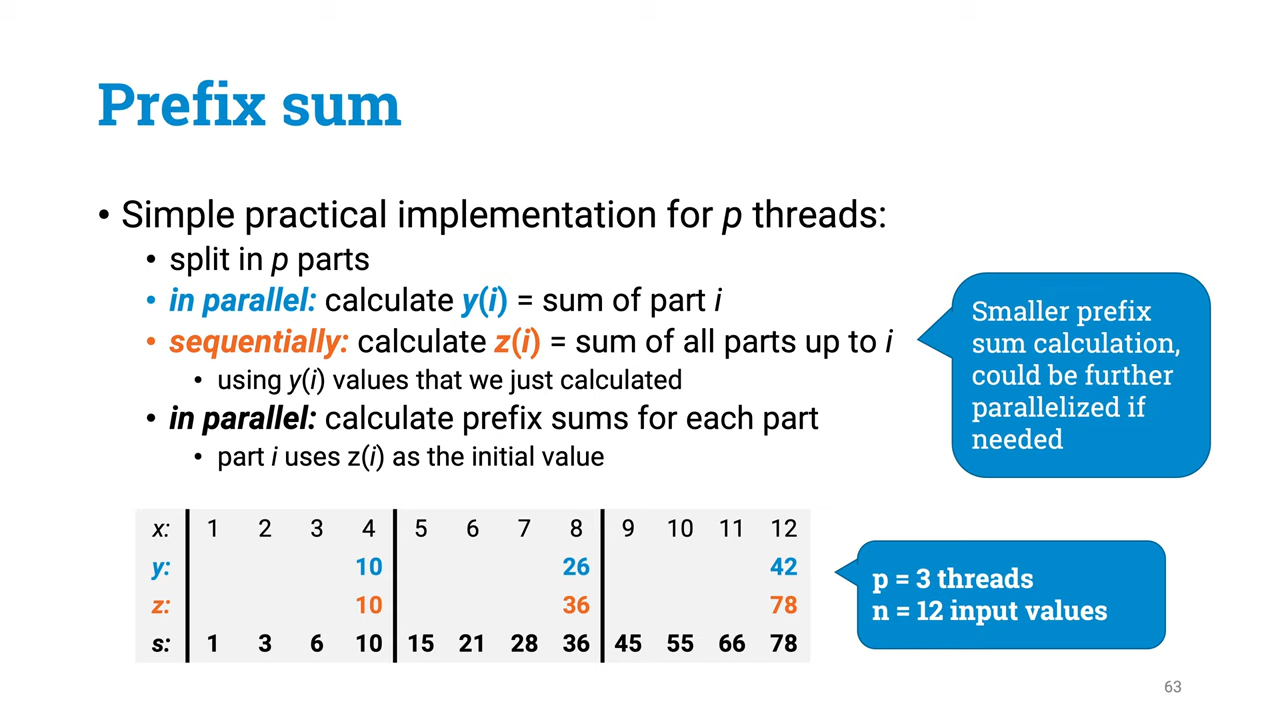 Prefix sum
• Simple practical implementation for p threads:
• split in p parts
• in parallel: calculate y(i) = sum of part i
• sequentially: calculate z(i) = sum of all parts up to i
• using y(i) values that we just calculated
• in parallel: calculate prefix sums for each part
• part i uses z(i) as the initial value
Smaller prefix
sum calculation,
could be further
parallelized if
needed
x: 1 2 3 4 5 6 7 8 9 10 11 12
y: 10 26 42
z: 10 36 78
s: 1 3 6 10 15 21 28 36 45 55 66 78
p = 3 threads
n = 12 input values
63